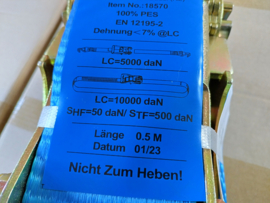 Item No.:18570
100% PES
EN 12195-2
Dehnung<7% @LC
LC=5000 daN
LC=10000 daN
SHF=50 daN/ STF=500 daN
Länge 0.5 M
Datum 01/23
Nicht Zum Heben!